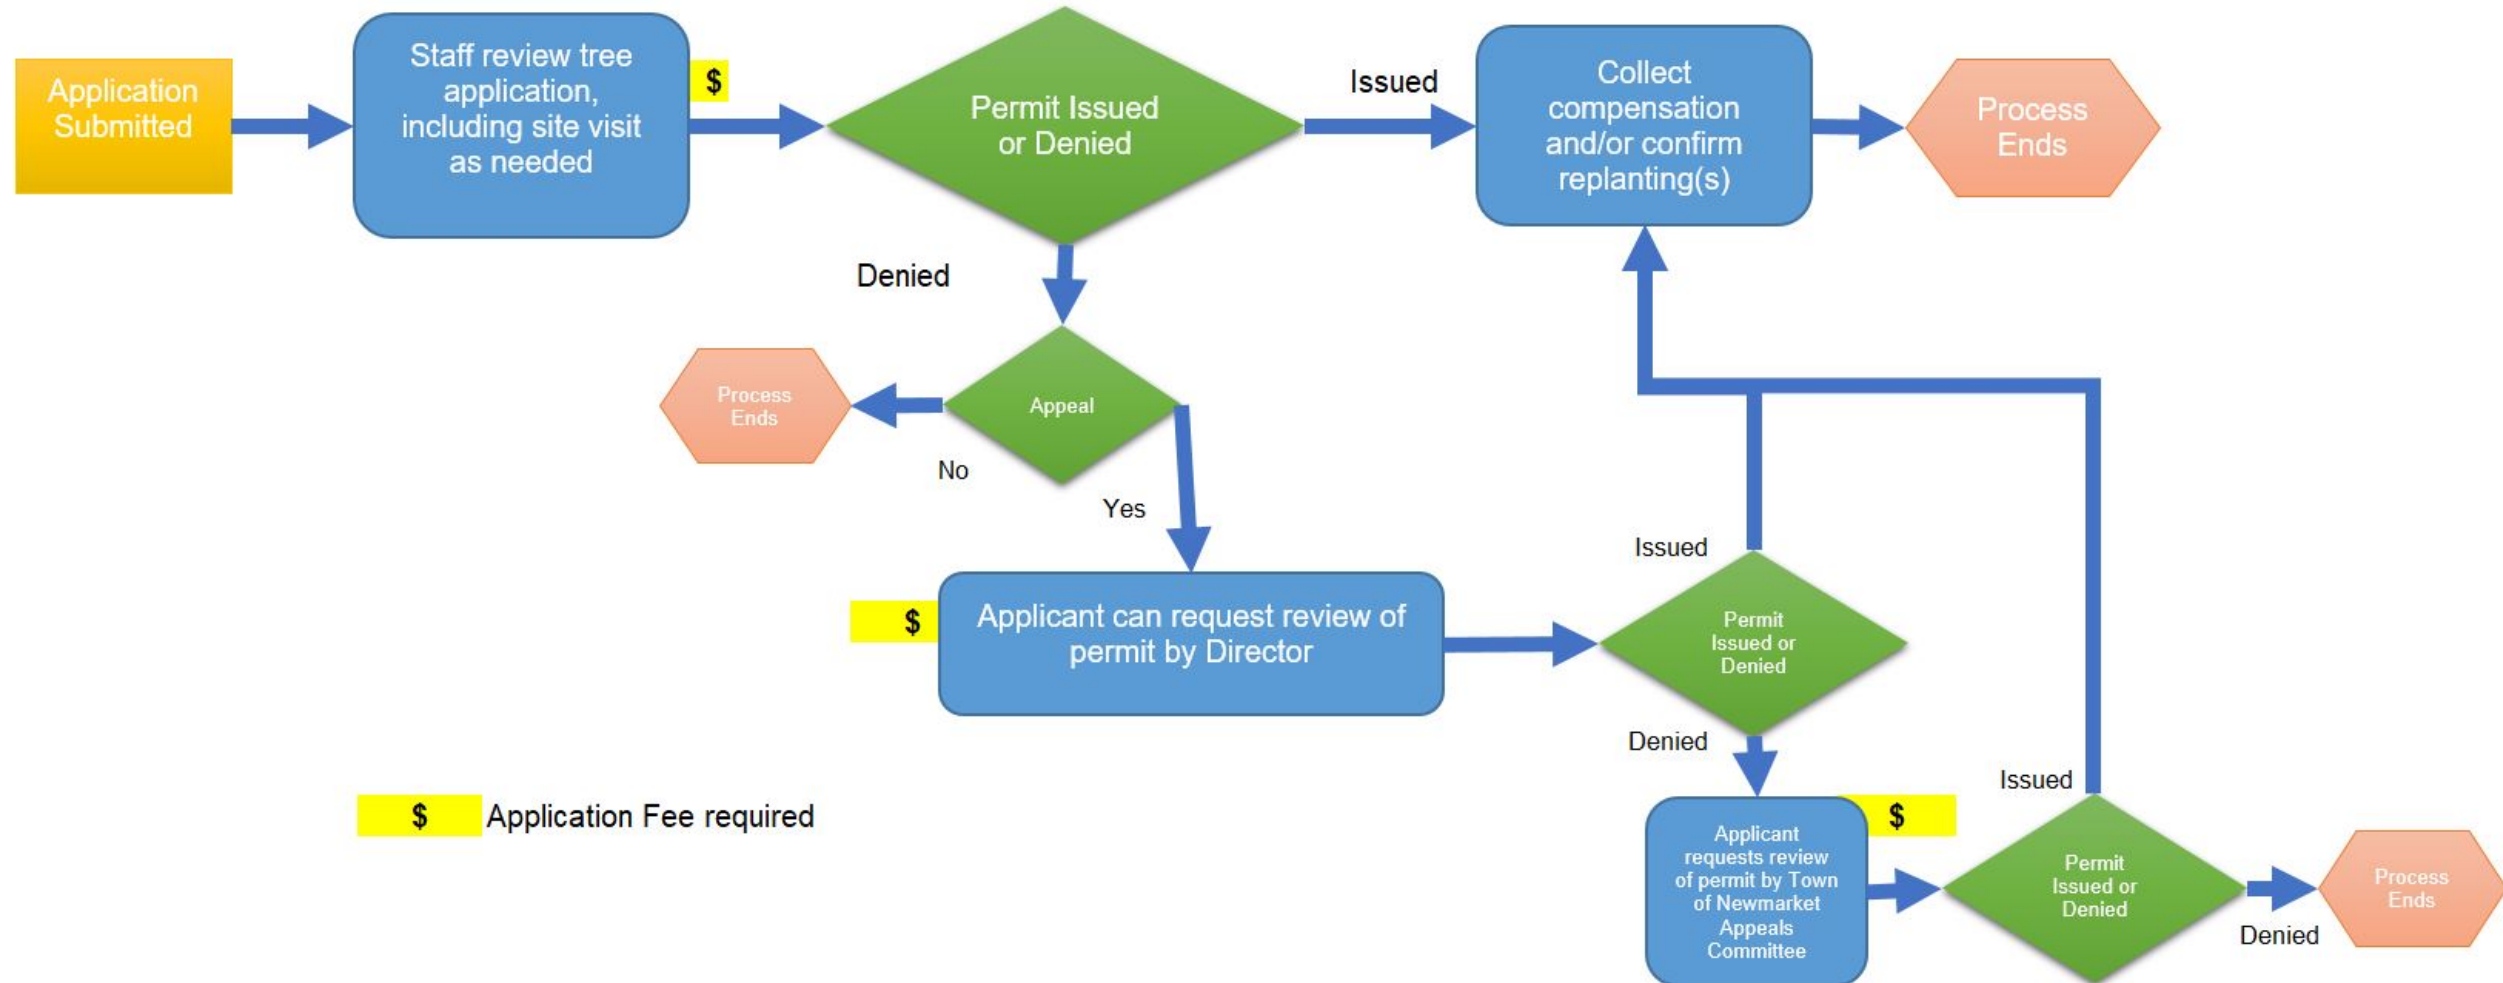 Application
Submitted
Staff review tree
application,
including site visit
as needed
$
Permit Issued
or Denied
Issued
Collect
compensation
and/or confirm
replanting(s)
Process
Ends
Denied
Process
Ends
Appeal
No
Yes
$
Applicant can request review of
permit by Director
Issued
Permit
Issued or
Denied
Denied
$ Application Fee required
Applicant
requests review
of permit by Town
of Newmarket
Appeals
Committee
$
Issued
Permit
Issued or
Denied
Denied
Process
Ends